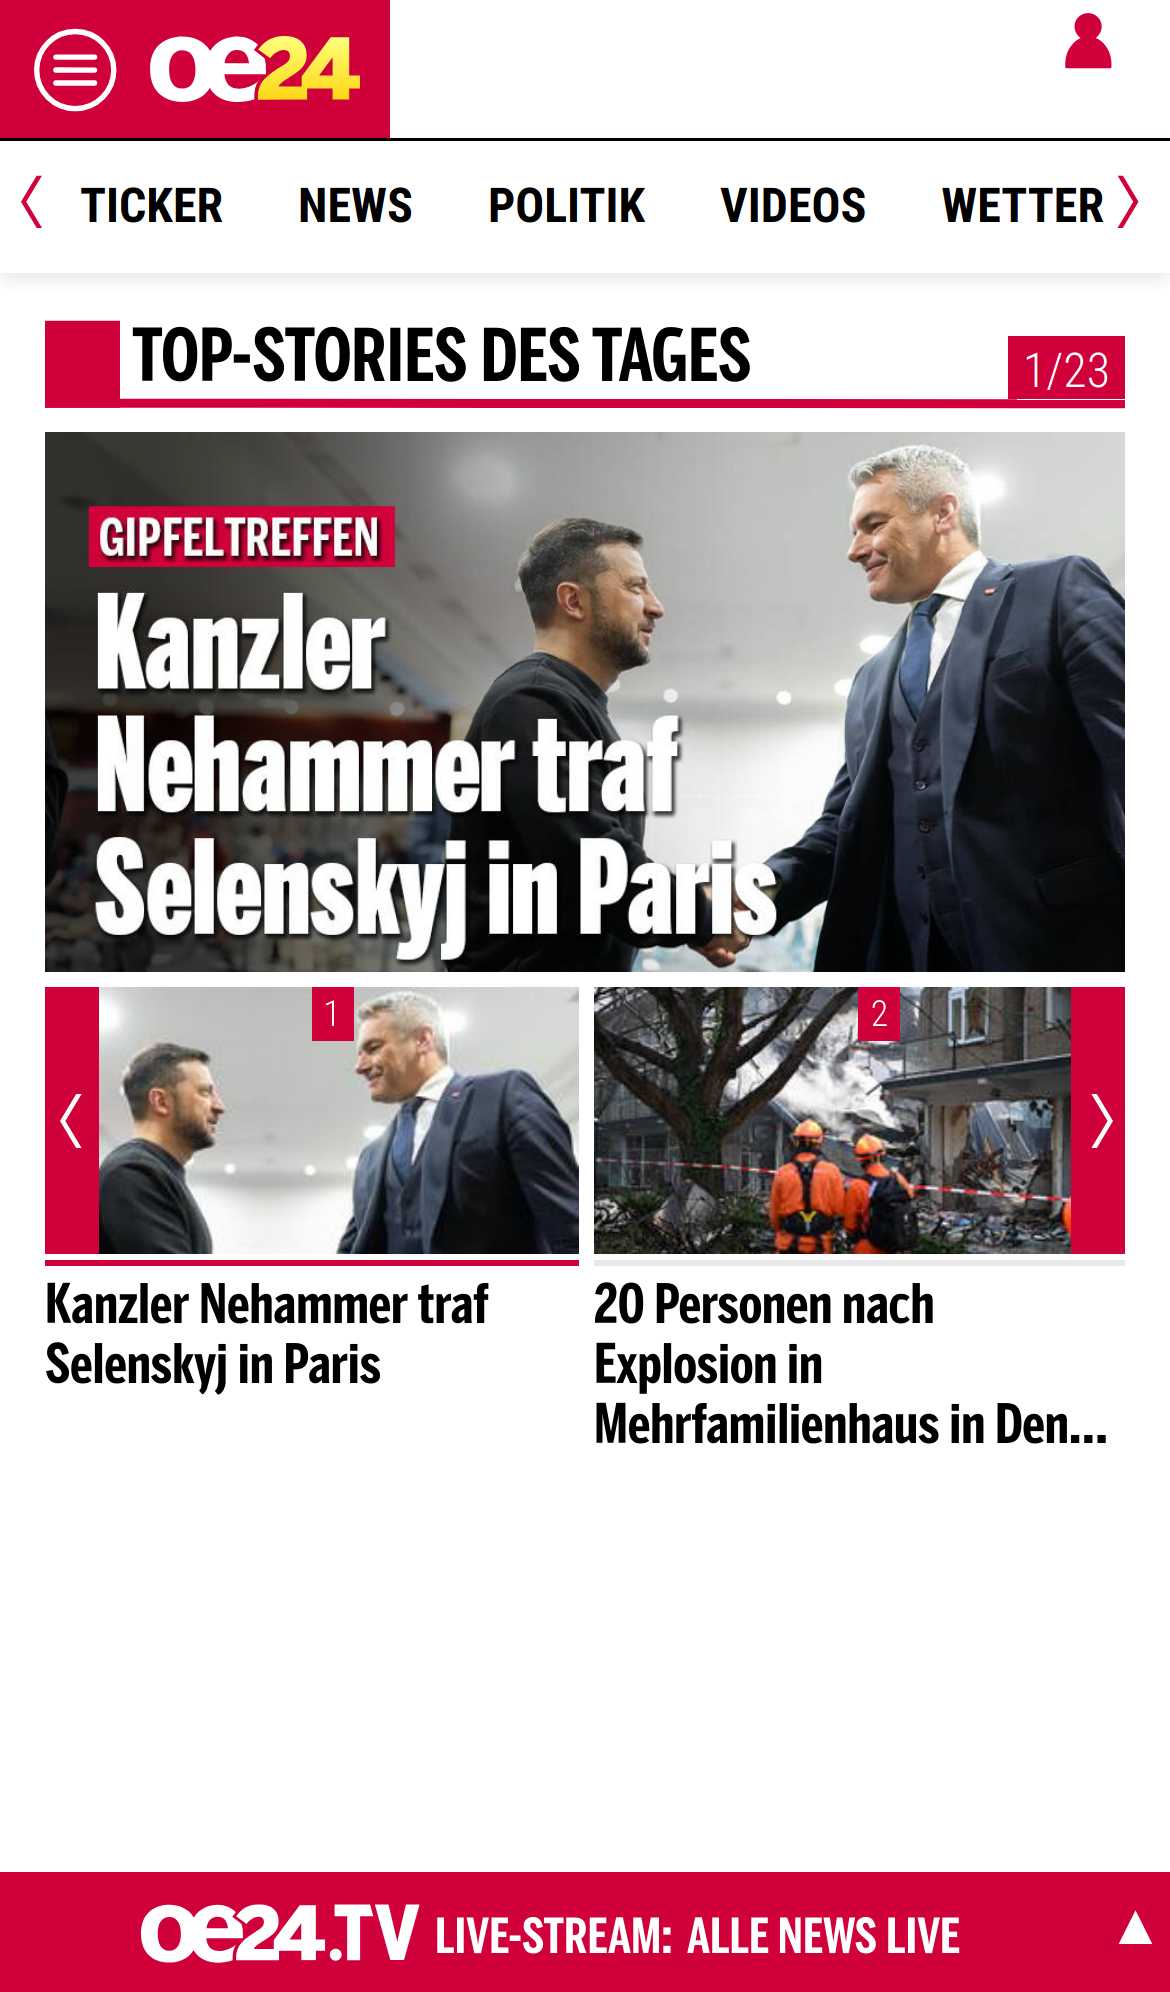 oe24
TICKER NEWS POLITIK VIDEOS WETTER
TOP-STORIES DES TAGES
1/23
GIPFELTREFFEN
Kanzler
Nehammer traf
Selenskyj in Paris
1
2
Kanzler Nehammer traf
Selenskyj in Paris
20 Personen nach
Explosion in
Mehrfamilienhaus in Den...
oe24.TV LIVE-STREAM: ALLE NEWS LIVE